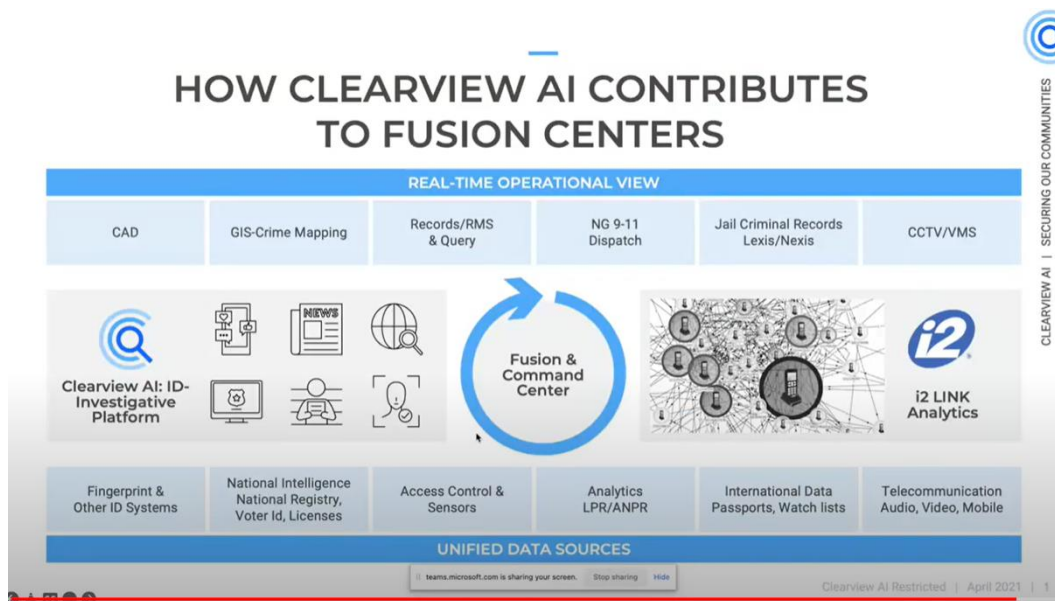 HOW CLEARVIEW AI CONTRIBUTES
TO FUSION CENTERS
REAL-TIME OPERATIONAL VIEW
CAD
GIS-Crime Mapping
Records/RMS
& Query
NG 9-11
Dispatch
Jail Criminal Records
Lexis/Nexis
CCTV/VMS
NEWS
Clearview AI: ID-
Investigative
Platform
Fusion &
Command
Center
i2
i2 LINK
Analytics
Fingerprint &
Other ID Systems
National Intelligence
National Registry,
Voter Id, Licenses
Access Control &
Sensors
Analytics
LPR/ANPR
International Data
Passports, Watch lists
Telecommunication
Audio, Video, Mobile
UNIFIED DATA SOURCES
teams.microsoft.com is sharing your screen. Stop sharing Hide
Clearview AI Restricted | April 2021 | 1
CLEARVIEW AI | SECURING OUR COMMUNITIES